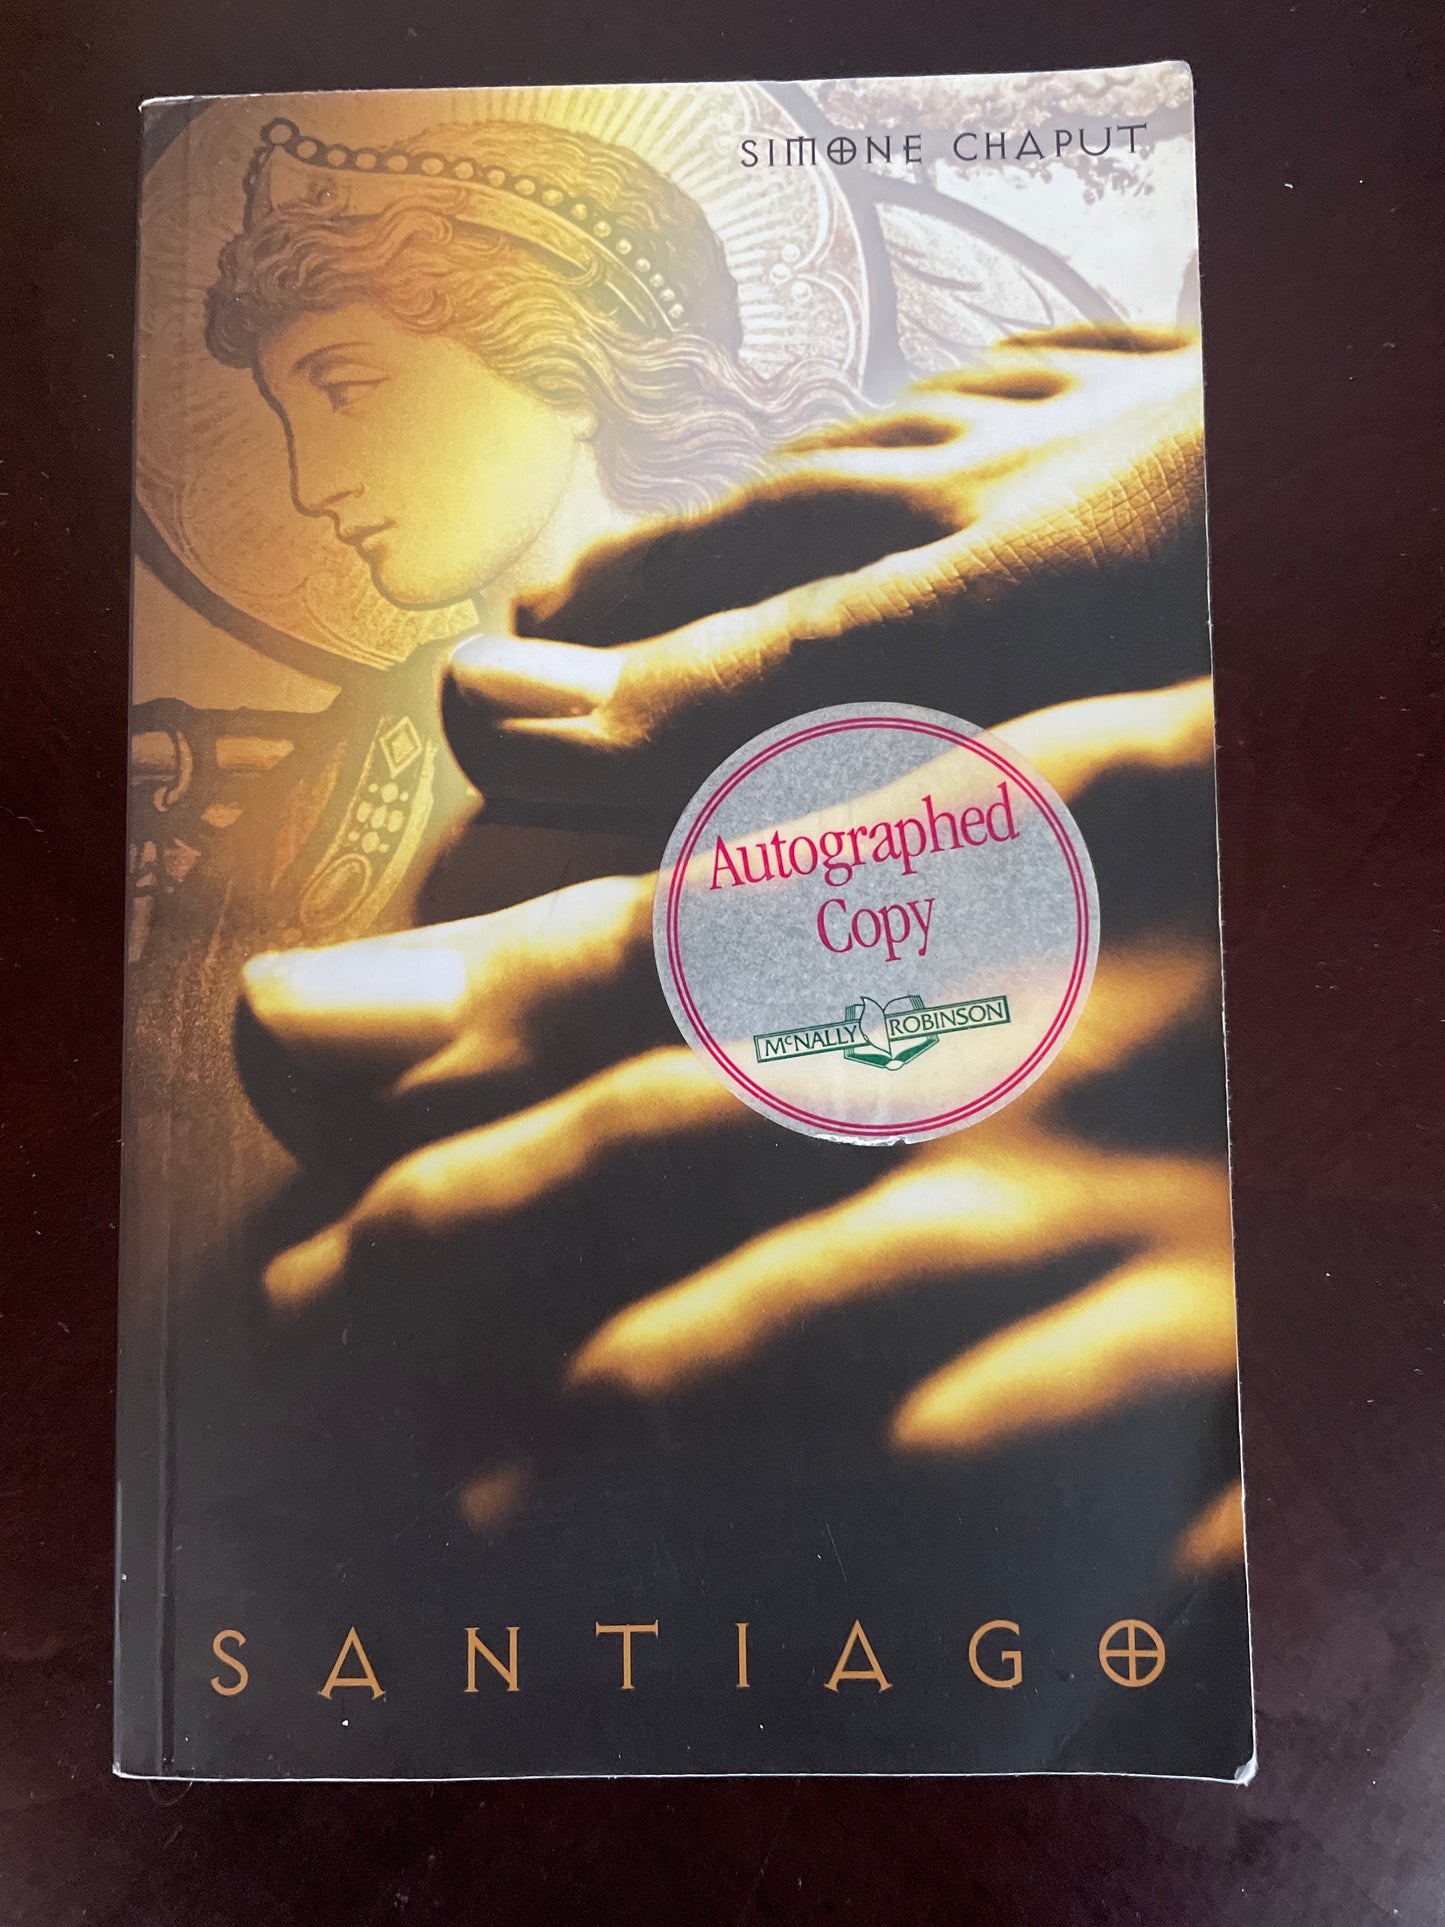 SIMONE CHAPUT
Autographed
Copy
McNALLY ROBINSON
SANTIAGO